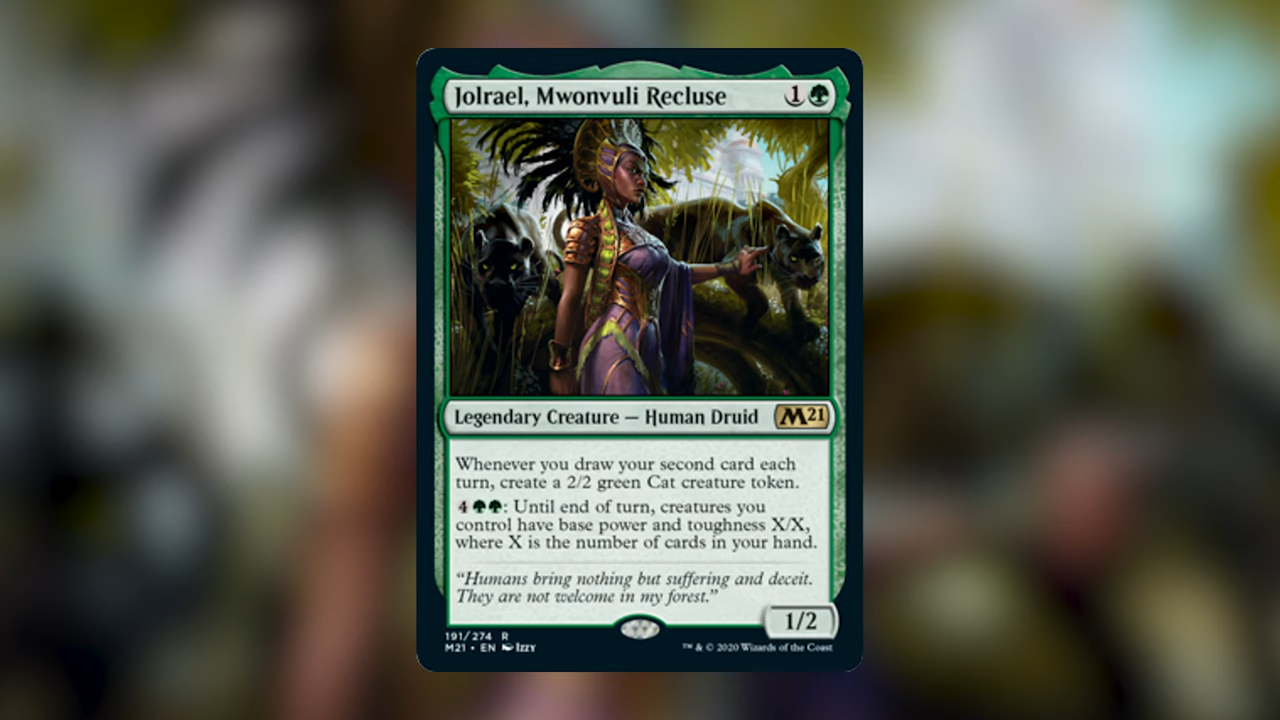 Jolrael, Mwonvuli Recluse 1
Legendary Creature — Human Druid M21
Whenever you draw your second card each
turn, create a 2/2 green Cat creature token.
4 : Until end of turn, creatures you
control have base power and toughness X/X,
where X is the number of cards in your hand.
“Humans bring nothing but suffering and deceit.
They are not welcome in my forest.”
1/2
191/274 R
M21 • EN Izzy
™ & © 2020 Wizards of the Coast